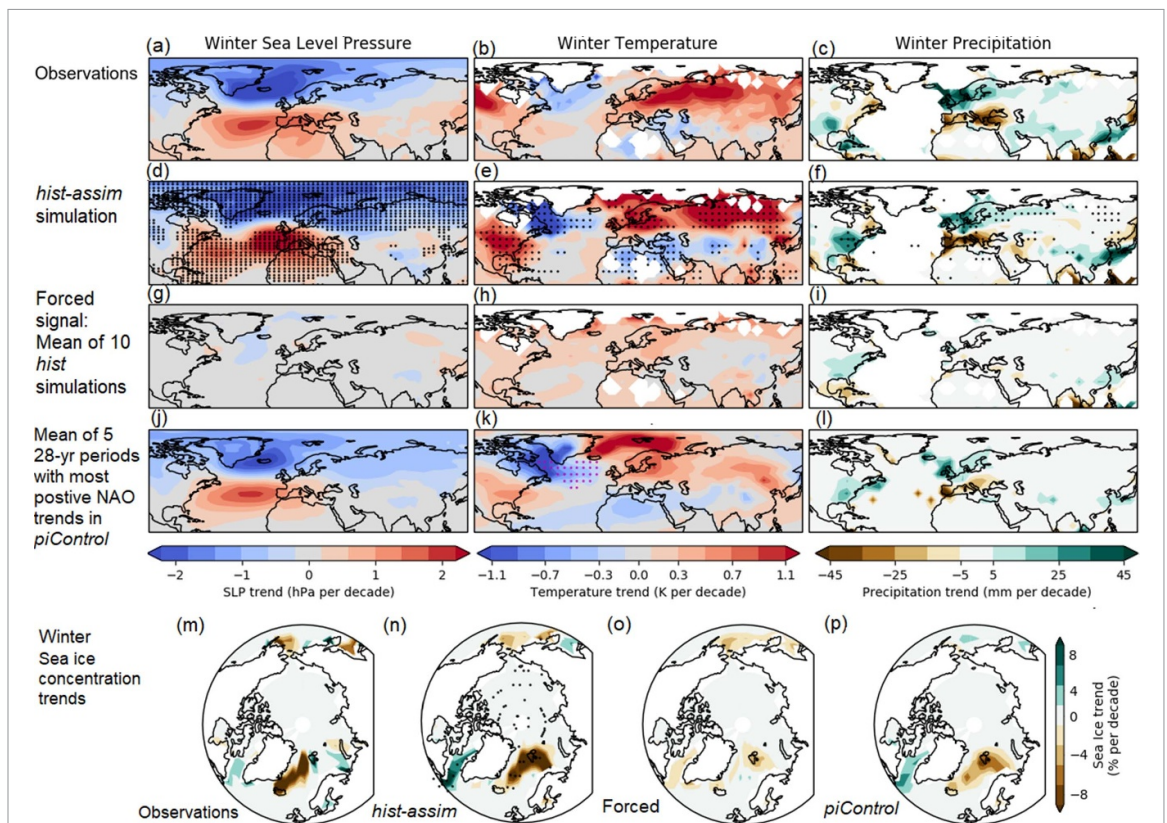 (a) Winter Sea Level Pressure (b) Winter Temperature (c) Winter Precipitation
Observations
(d) (e) (f)
hist-assim
simulation
(g) (h) (i)
Forced
signal:
Mean of 10
hist
simulations
(j) (k) (l)
Mean of 5
28-yr periods
with most
postive NAO
trends in
piControl
−2 −1 0 1 2 −1.1 −0.7 −0.3 0.0 0.3 0.7 1.1 −45 −25 −5 5 25 45
SLP trend (hPa per decade) Temperature trend (K per decade) Precipitation trend (mm per decade)
(m) (n) (o) (p)
Winter
Sea ice
concentration
trends
8
4
0
−4
−8
Sea Ice trend
(% per decade)
Observations hist-assim Forced piControl